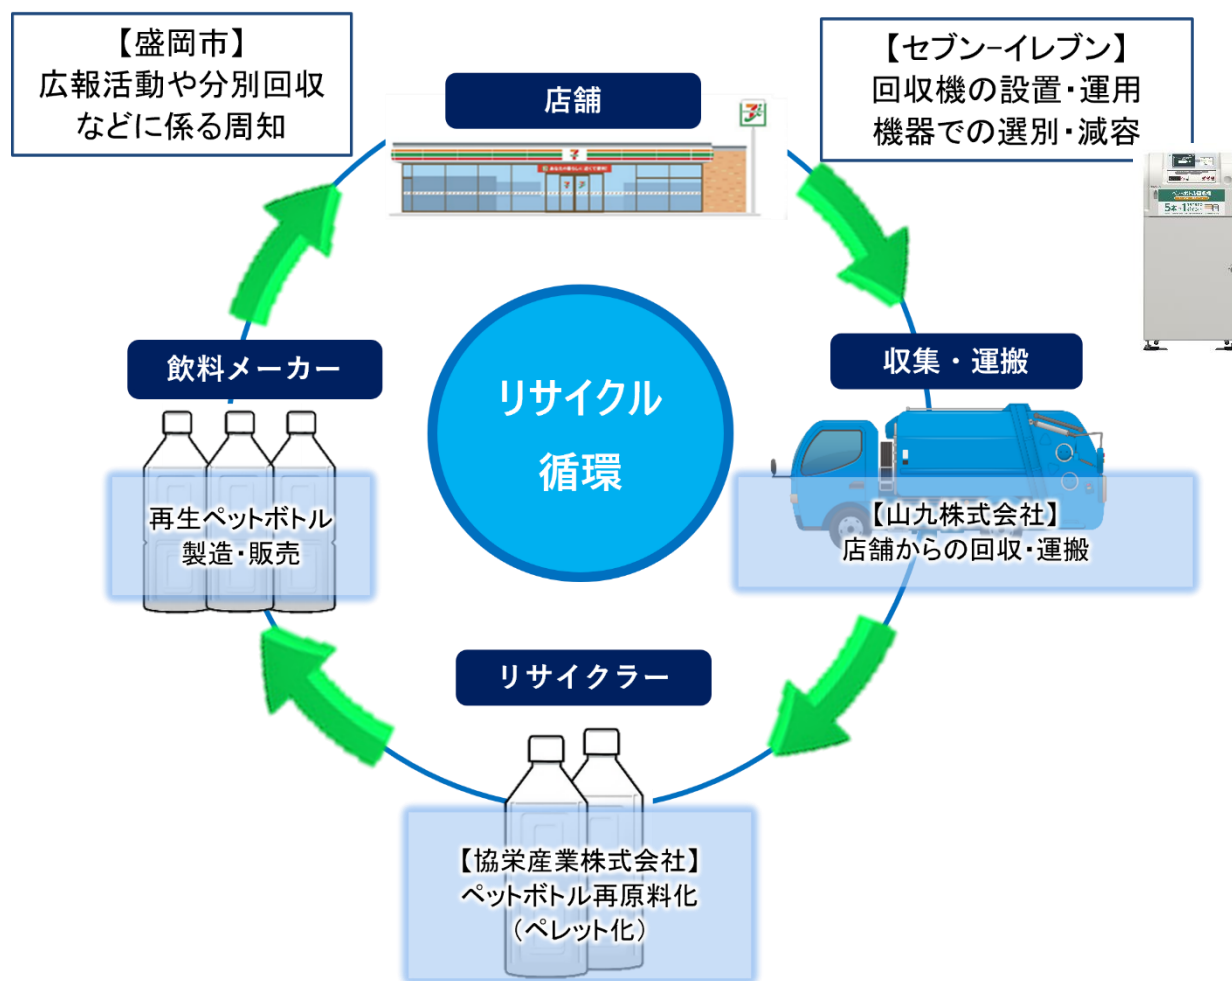 【盛岡市】
広報活動や分別回収
などに係る周知
店舗
【セブン-イレブン】
回収機の設置・運用
機器での選別・減容
5本で1
飲料メーカー
再生ペットボトル
製造・販売
リサイクル
循環
収集・運搬
【山九株式会社】
店舗からの回収・運搬
リサイクラー
【協栄産業株式会社】
ペットボトル再原料化
(ペレット化)